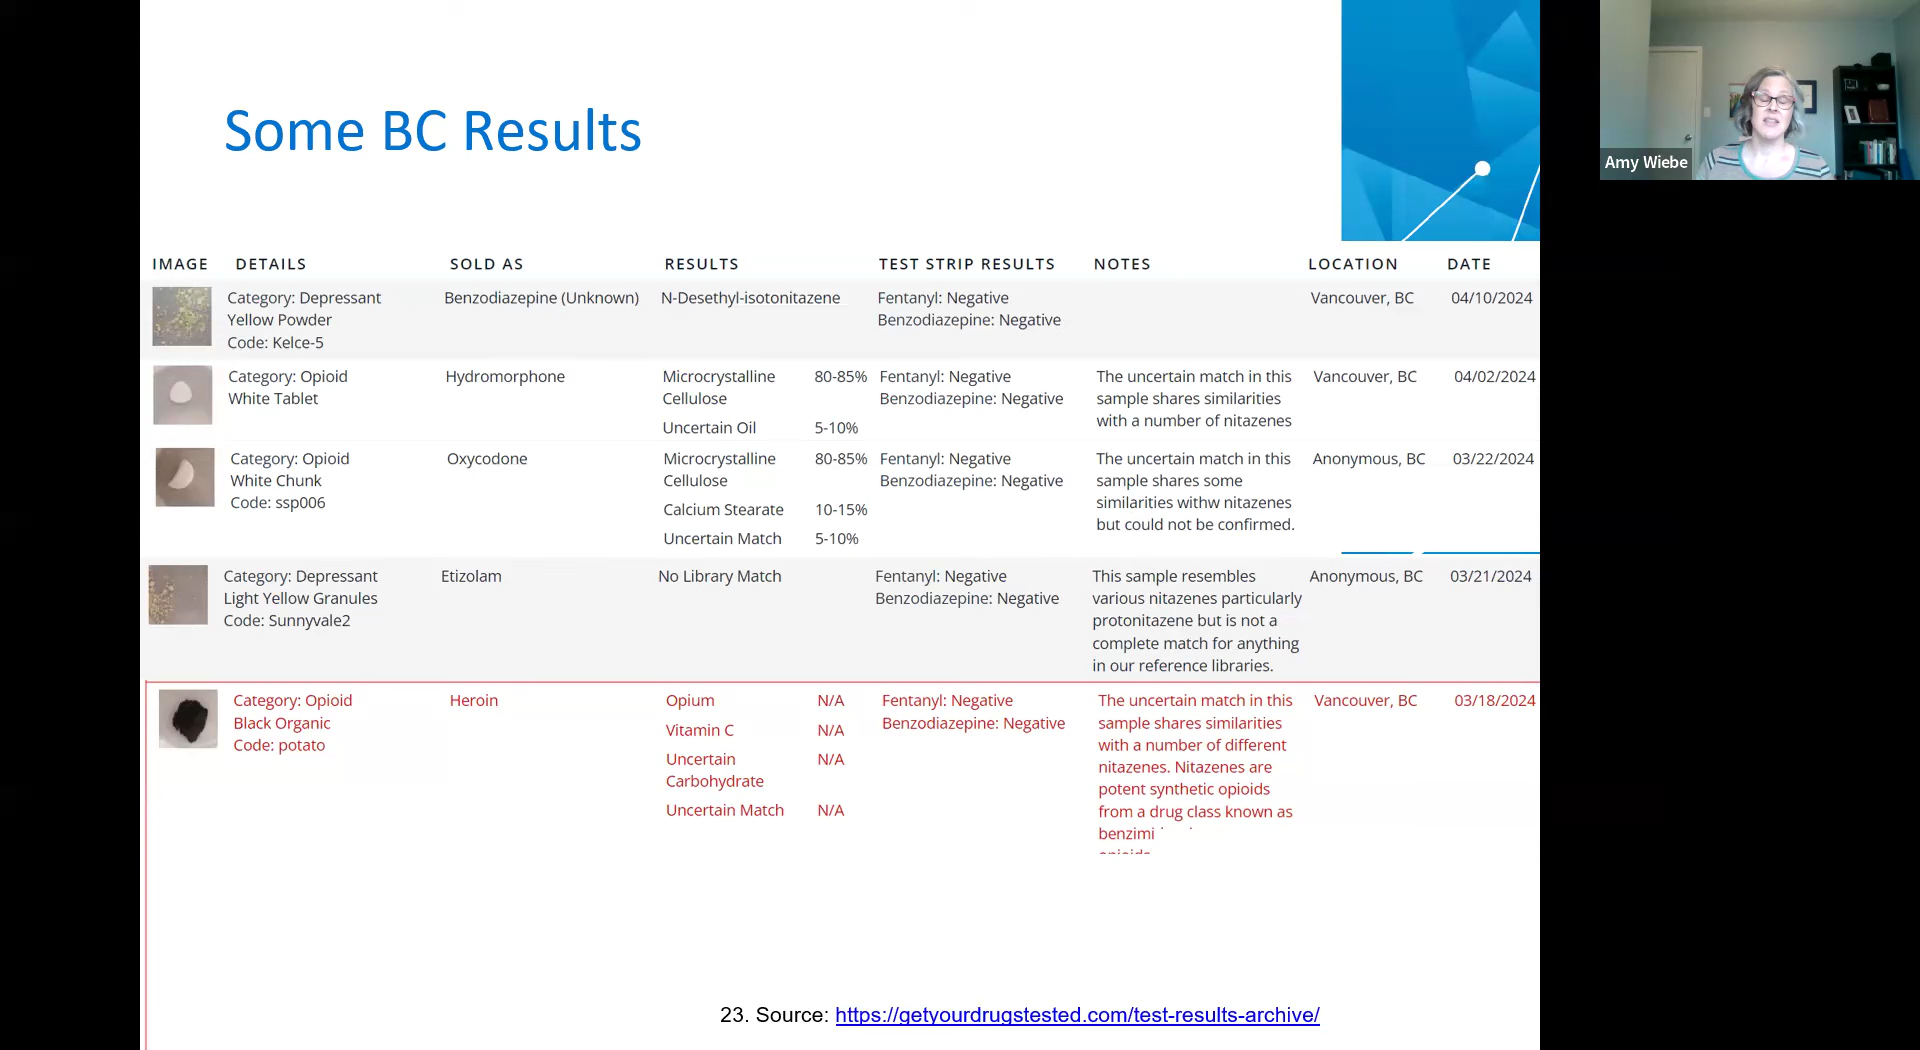 Some BC Results
Amy Wiebe
IMAGE DETAILS SOLD AS RESULTS TEST STRIP RESULTS NOTES LOCATION DATE
Category: Depressant Benzodiazepine (Unknown) N-Desethyl-isotonitazene Fentanyl: Negative Vancouver, BC 04/10/2024
Yellow Powder Benzodiazepine: Negative
Code: Kelce-5
Category: Opioid Hydromorphone Microcrystalline 80-85% Fentanyl: Negative The uncertain match in this Vancouver, BC 04/02/2024
White Tablet Cellulose Benzodiazepine: Negative sample shares similarities
with a number of nitazenes
Uncertain Oil 5-10%
Category: Opioid Oxycodone Microcrystalline 80-85% Fentanyl: Negative The uncertain match in this Anonymous, BC 03/22/2024
White Chunk Cellulose Benzodiazepine: Negative sample shares some
Code: ssp006 similarities withw nitazenes
Calcium Stearate 10-15%
but could not be confirmed.
Uncertain Match 5-10%
Category: Depressant Etizolam No Library Match Fentanyl: Negative This sample resembles Anonymous, BC 03/21/2024
Light Yellow Granules Benzodiazepine: Negative various nitazenes particularly
Code: Sunnyvale2 protonitazene but is not a
complete match for anything
in our reference libraries.
Category: Opioid Heroin Opium N/A Fentanyl: Negative The uncertain match in this Vancouver, BC 03/18/2024
Black Organic Vitamin C N/A Benzodiazepine: Negative sample shares similarities
Code: potato with a number of different
Uncertain N/A nitazenes. Nitazenes are
Carbohydrate potent synthetic opioids
Uncertain Match N/A from a drug class known as
benzimi
23. Source: https://getyourdrugstested.com/test-results-archive/